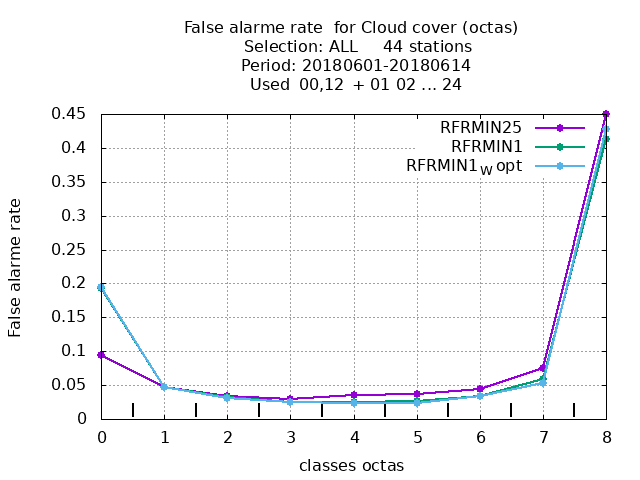 False alarme rate  for Cloud cover (octas)
Selection: ALL     44 stations
Period: 20180601-20180614
Used  00,12  + 01 02 ... 24
RFRMIN25
RFRMIN1
RFRMIN1W opt
False alarme rate
0.45
0.4
0.35
0.3
0.25
0.2
0.15
0.1
0.05
0
0 1 2 3 4 5 6 7 8
classes octas